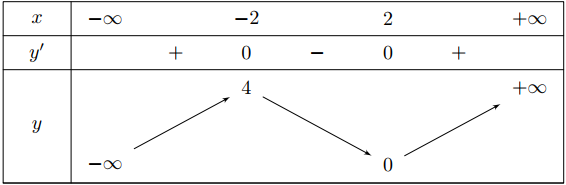 x −∞ −2 2 +∞
y′ + 0 − 0 +
4 +∞
y
−∞ 0